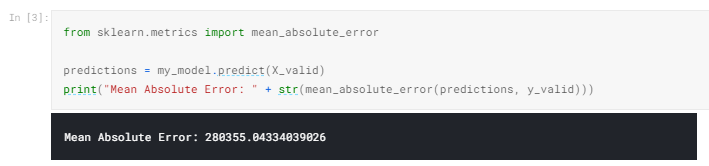 In [3]:
from sklearn.metrics import mean_absolute_error
predictions = my_model.predict(X_valid)
print("Mean Absolute Error: " + str(mean_absolute_error(predictions, y_valid)))
Mean Absolute Error: 280355.04334039026